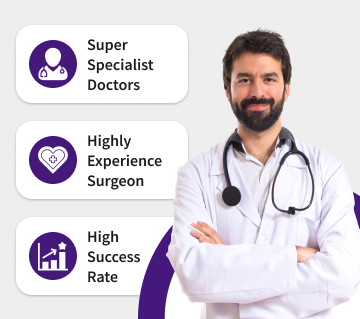 Super
Specialist
Doctors
Highly
Experience
Surgeon
High
Success
Rate